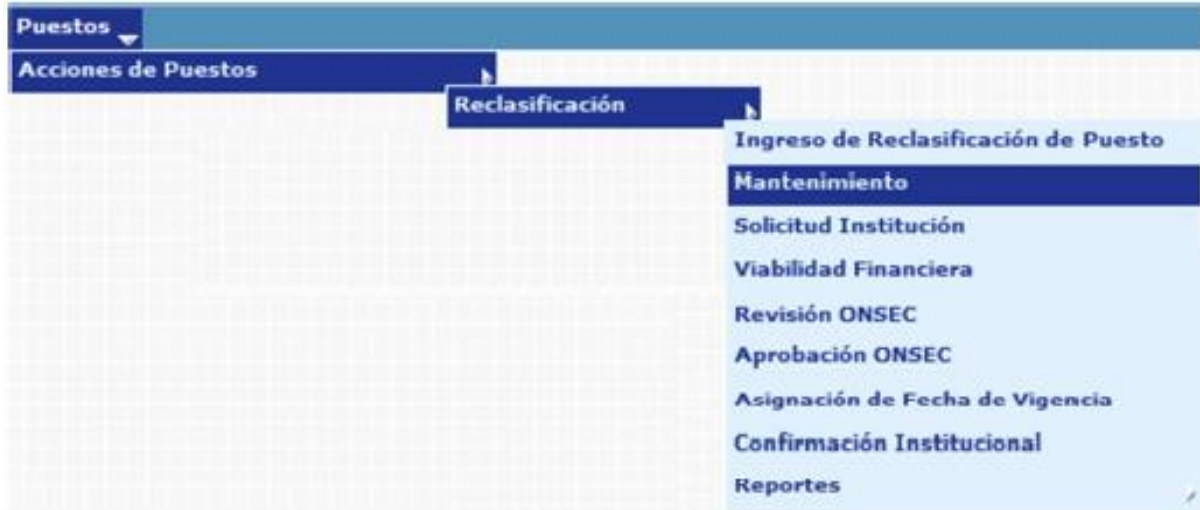 Puestos
Acciones de Puestos
Reclasificación
Ingreso de Reclasificación de Puesto
Mantenimiento
Solicitud Institución
Viabilidad Financiera
Revisión ONSEC
Aprobación ONSEC
Asignación de Fecha de Vigencia
Confirmación Institucional
Reportes